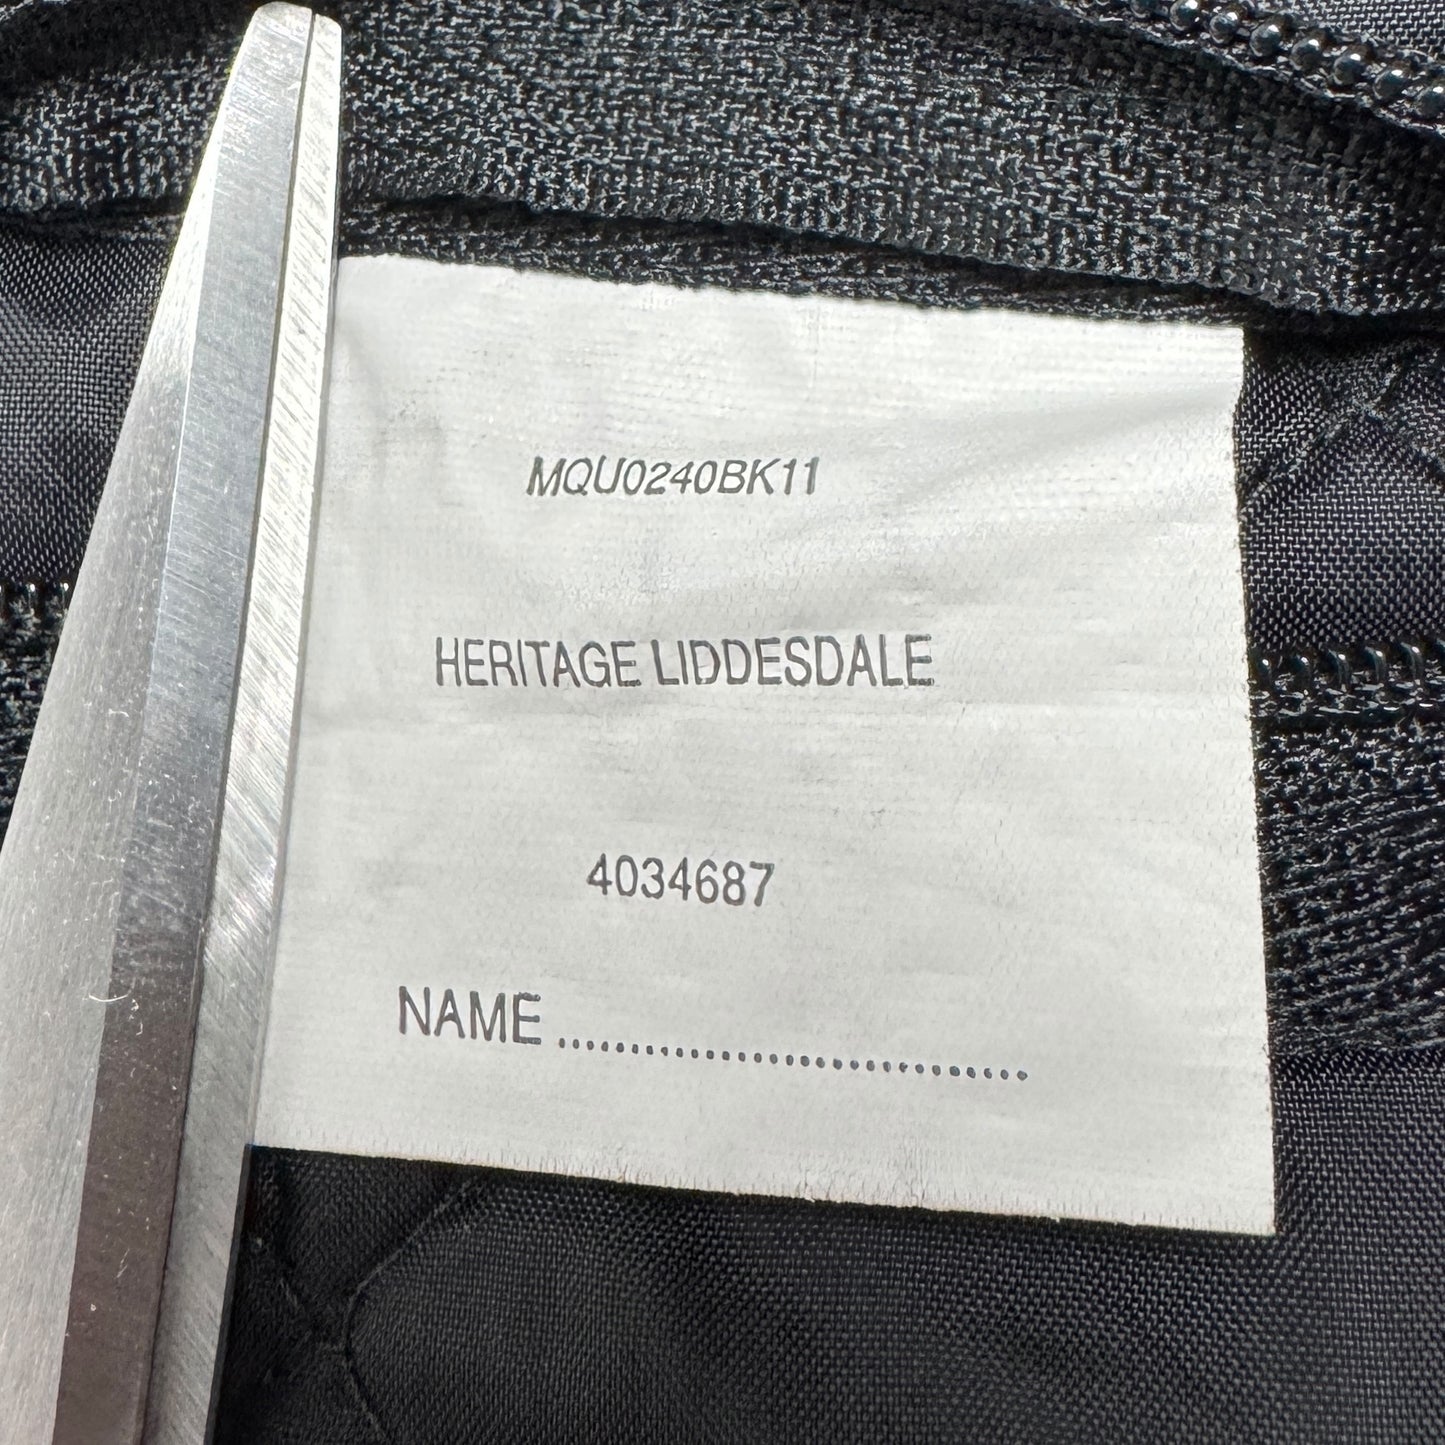 MQU0240BK11
HERITAGE LIDDESDALE
4034687
NAME ................................